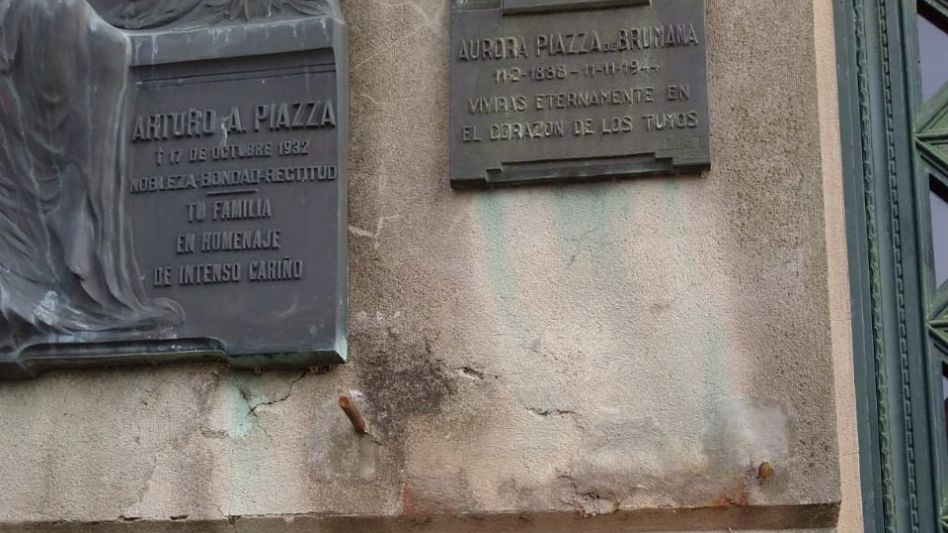 ARTURO A. PIAZZA
† 17 DE OCTUBRE 1932
NOBLEZA-BONDAD-RECTITUD
TU FAMILIA
EN HOMENAJE
DE INTENSO CARIÑO
AURORA PIAZZA DE BRUMANA
11-2-1888 - 11-11-1944
VIVIRAS ETERNAMENTE EN
EL CORAZON DE LOS TUYOS